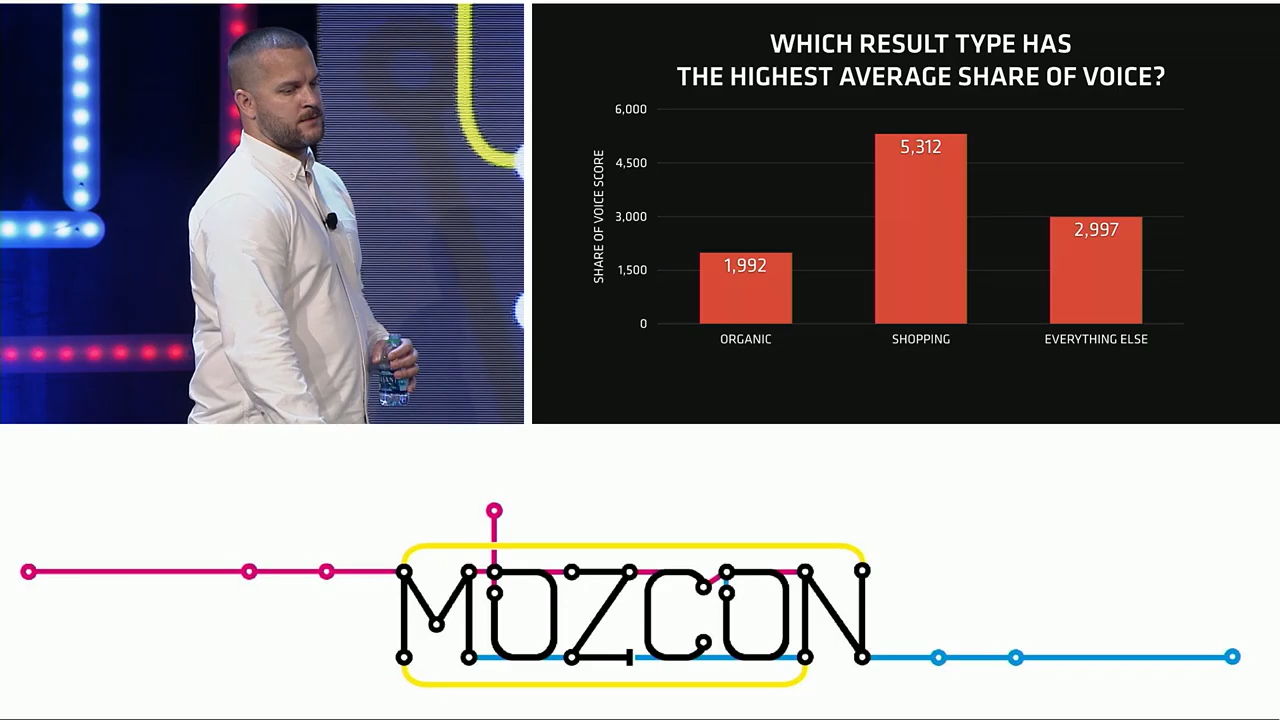 WHICH RESULT TYPE HAS
THE HIGHEST AVERAGE SHARE OF VOICE?
SHARE OF VOICE SCORE
6,000
4,500
3,000
1,500
0
1,992
5,312
2,997
ORGANIC
SHOPPING
EVERYTHING ELSE
MOZCON